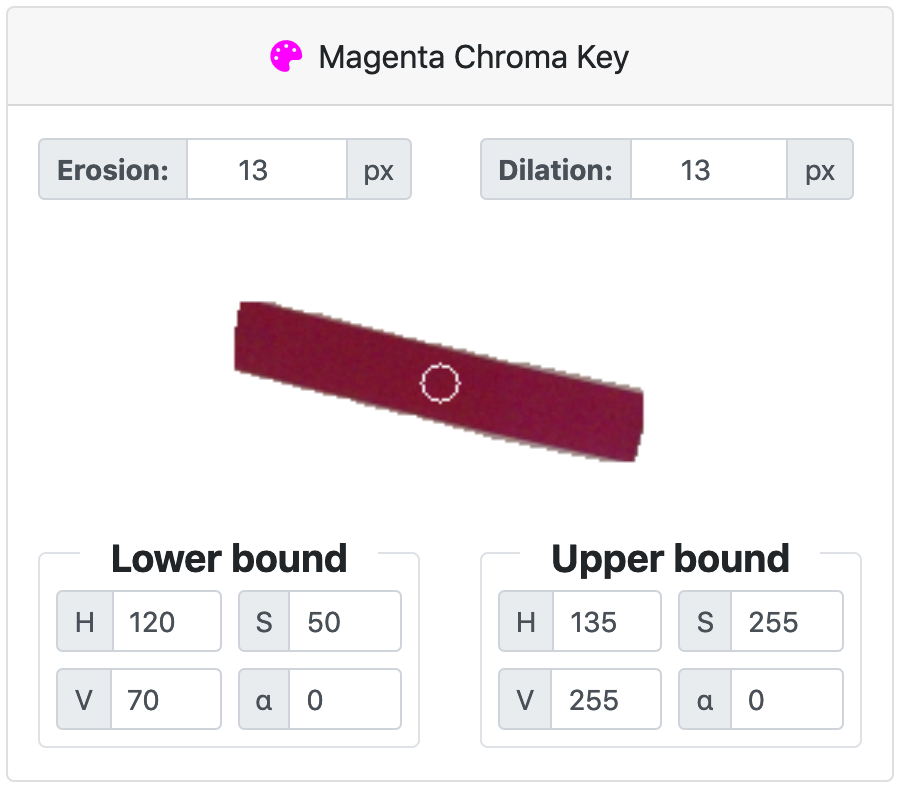 Magenta Chroma Key
Erosion: 13 px Dilation: 13 px
Lower bound Upper bound
H 120 S 50 H 135 S 255
V 70 α 0 V 255 α 0